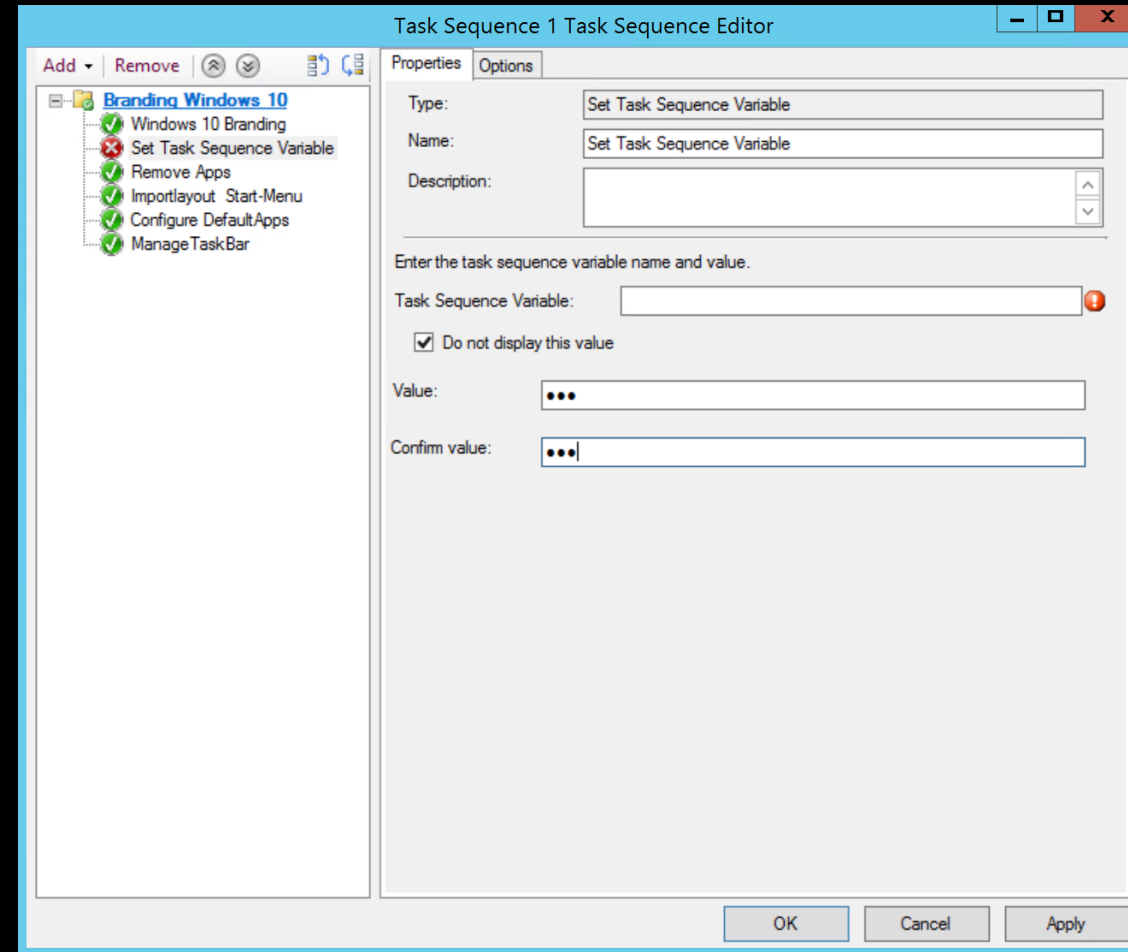 Task Sequence 1 Task Sequence Editor
Add
Remove
Branding Windows 10
Windows 10 Branding
Set Task Sequence Variable
Remove Apps
Importlayout Start-Menu
Configure DefaultApps
ManageTaskBar
Properties
Options
Type: Set Task Sequence Variable
Name: Set Task Sequence Variable
Description:
Enter the task sequence variable name and value.
Task Sequence Variable:
Do not display this value
Value: •••
Confirm value: •••
OK
Cancel
Apply